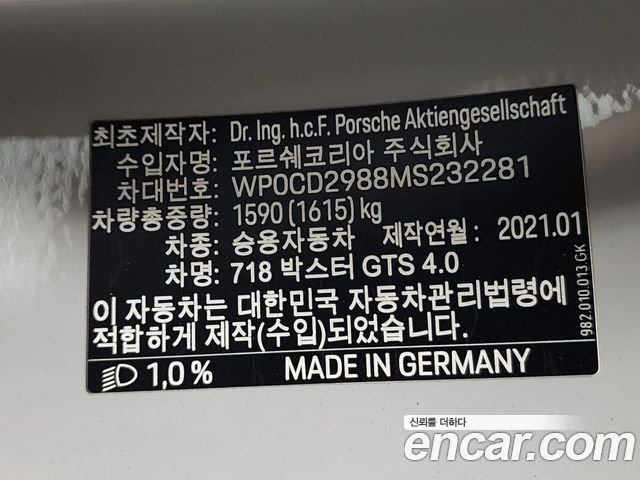 최초제작자: Dr. Ing. h.c.F. Porsche Aktiengesellschaft
수입자명: 포르쉐코리아 주식회사
차대번호: WP0CD2988MS232281
차량총중량: 1590 (1615) kg
차종: 승용자동차 제작연월: 2021.01
차명: 718 박스터 GTS 4.0
이 자동차는 대한민국 자동차관리법령에
적합하게 제작(수입)되었습니다.
1,0% MADE IN GERMANY
982.010.013.GK
신뢰를 더하다
encar.com